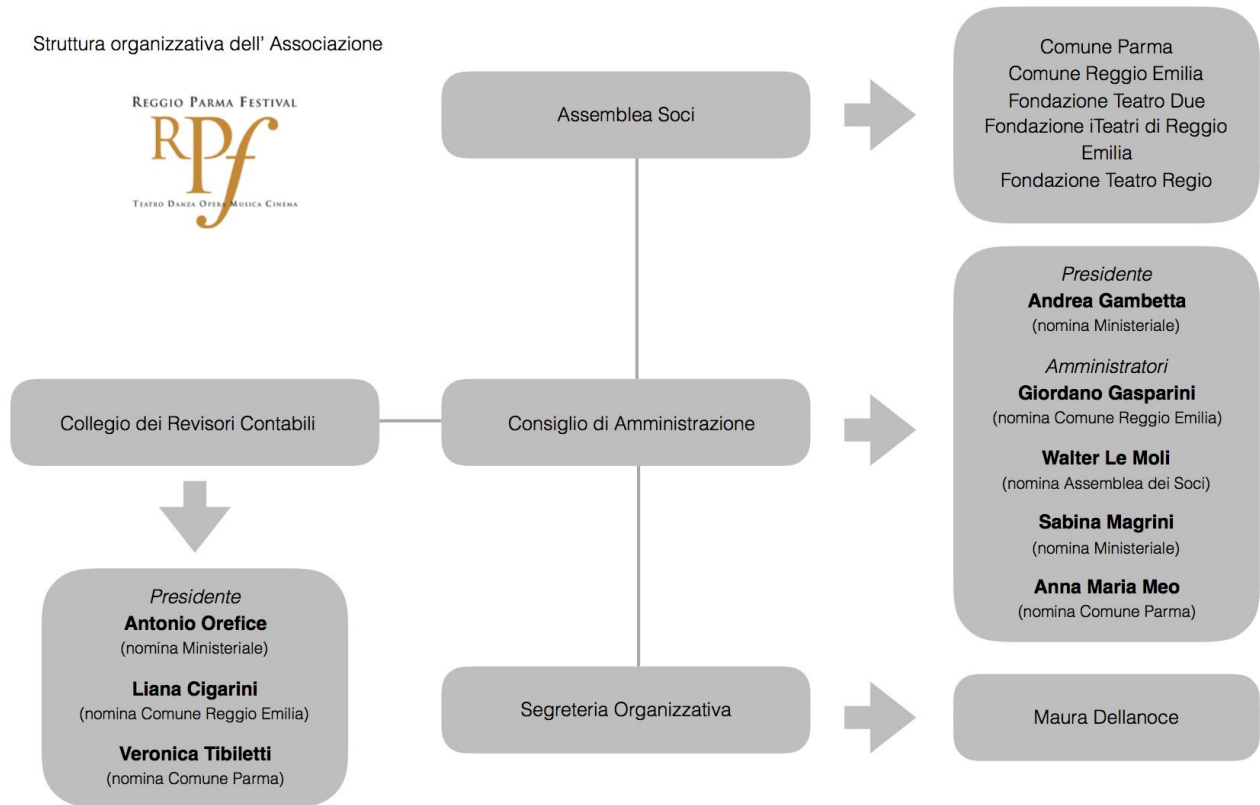 Struttura organizzativa dell' Associazione
REGGIO PARMA FESTIVAL
RPf
TEATRO DANZA OPERA MUSICA CINEMA
Assemblea Soci
Comune Parma
Comune Reggio Emilia
Fondazione Teatro Due
Fondazione iTeatri di Reggio
Emilia
Fondazione Teatro Regio
Collegio dei Revisori Contabili
Consiglio di Amministrazione
Presidente
Andrea Gambetta
(nomina Ministeriale)
Amministratori
Giordano Gasparini
(nomina Comune Reggio Emilia)
Walter Le Moli
(nomina Assemblea dei Soci)
Sabina Magrini
(nomina Ministeriale)
Anna Maria Meo
(nomina Comune Parma)
Presidente
Antonio Orefice
(nomina Ministeriale)
Liana Cigarini
(nomina Comune Reggio Emilia)
Veronica Tibiletti
(nomina Comune Parma)
Segreteria Organizzativa
Maura Dellanoce